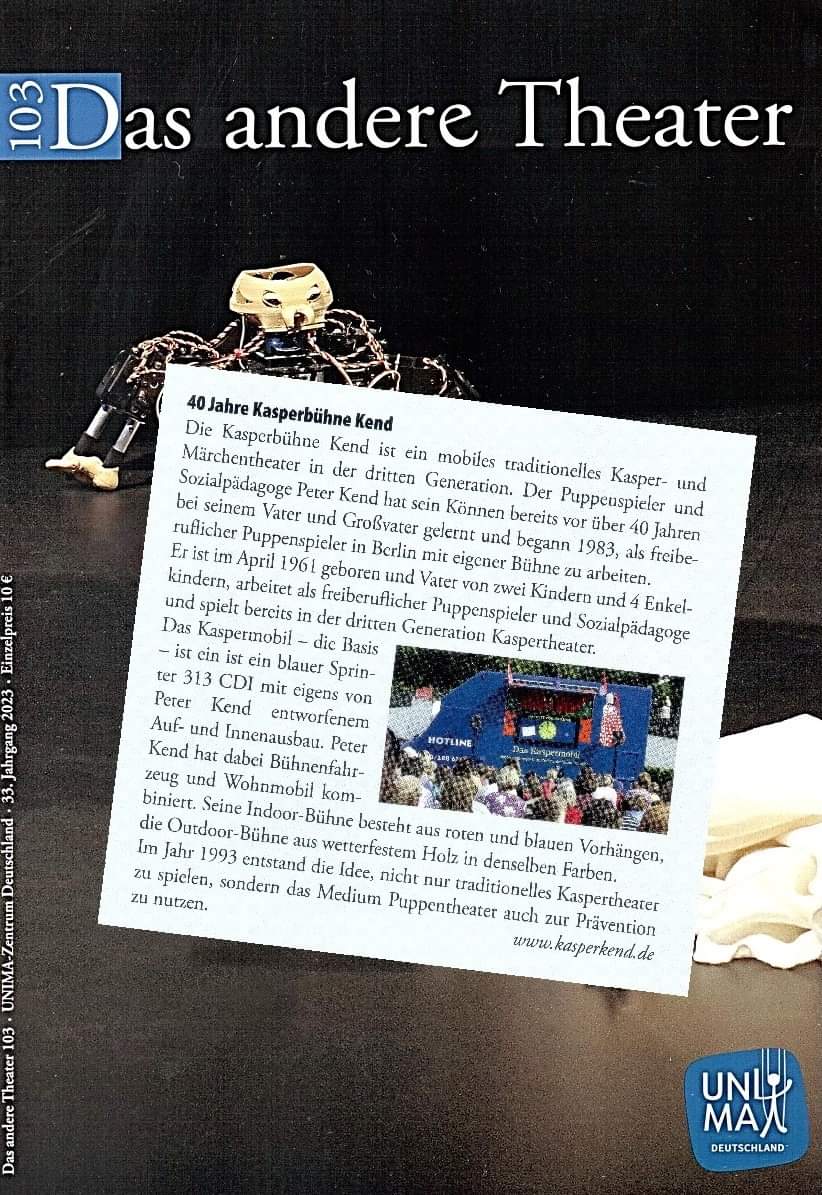 103
Das andere Theater
40 Jahre Kasperbühne Kend
Die Kasperbühne Kend ist ein mobiles traditionelles Kasper- und
Märchentheater in der dritten Generation. Der Puppenspieler und
Sozialpädagoge Peter Kend hat sein Können bereits vor über 40 Jahren
bei seinem Vater und Großvater gelernt und begann 1983, als freibe-
ruflicher Puppenspieler in Berlin mit eigener Bühne zu arbeiten.
Er ist im April 1961 geboren und Vater von zwei Kindern und 4 Enkel-
kindern, arbeitet als freiberuflicher Puppenspieler und Sozialpädagoge
und spielt bereits in der dritten Generation Kaspertheater.
Das Kaspermobil – die Basis
– ist ein ist ein blauer Sprin-
ter 313 CDI mit eigens von
Peter Kend entworfenem
Auf- und Innenausbau. Peter
Kend hat dabei Bühnenfahr-
zeug und Wohnmobil kom-
biniert. Seine Indoor-Bühne besteht aus roten und blauen Vorhängen,
die Outdoor-Bühne aus wetterfestem Holz in denselben Farben.
Im Jahr 1993 entstand die Idee, nicht nur traditionelles Kaspertheater
zu spielen, sondern das Medium Puppentheater auch zur Prävention
zu nutzen.
www.kasperkend.de
HOTLINE
Das Kaspermobil
Das andere Theater 103 · UNIMA-Zentrum Deutschland · 33. Jahrgang 2023 · Einzelpreis 10 €
UNI
MA
DEUTSCHLAND